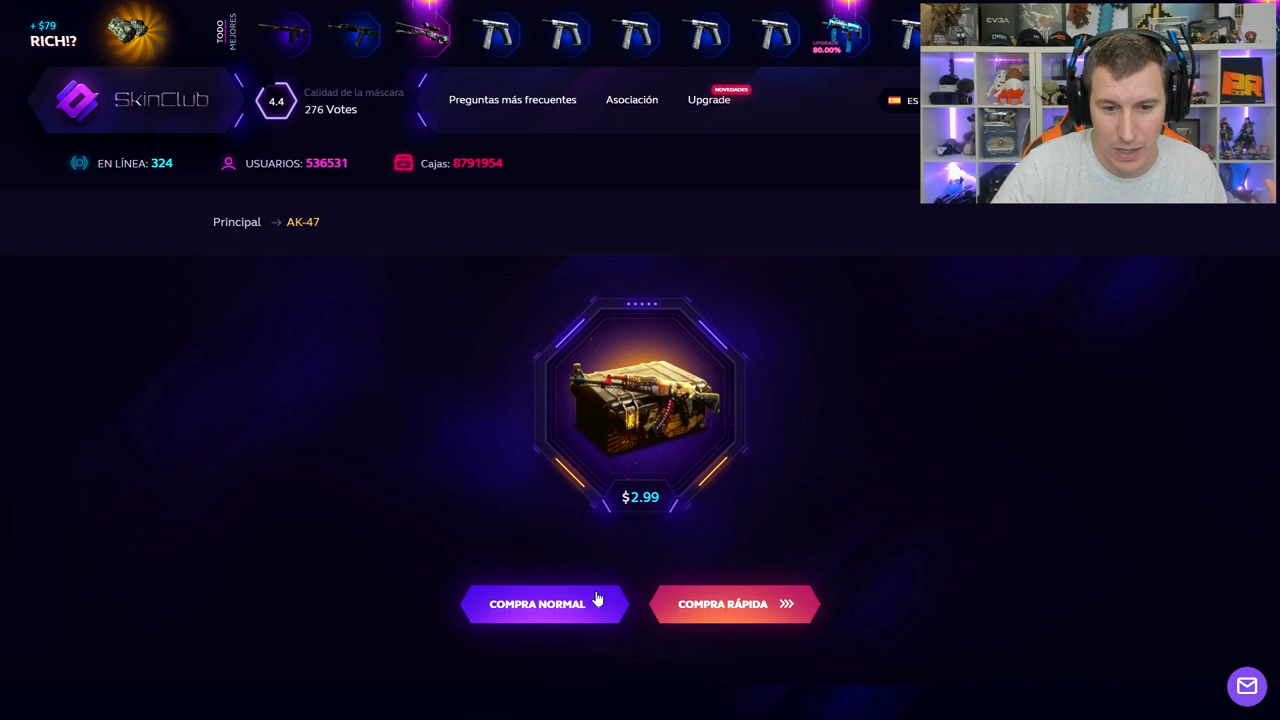 + $79
RICH!?
TODO
MEJORES
UPGRADE
80.00%
SkinClub
4.4
Calidad de la máscara
276 Votes
Preguntas más frecuentes
Asociación
Upgrade
NOVEDADES
ES
EN LÍNEA: 324
USUARIOS: 536531
Cajas: 8791954
EVGA
Principal → AK-47
$2.99
COMPRA NORMAL
COMPRA RÁPIDA